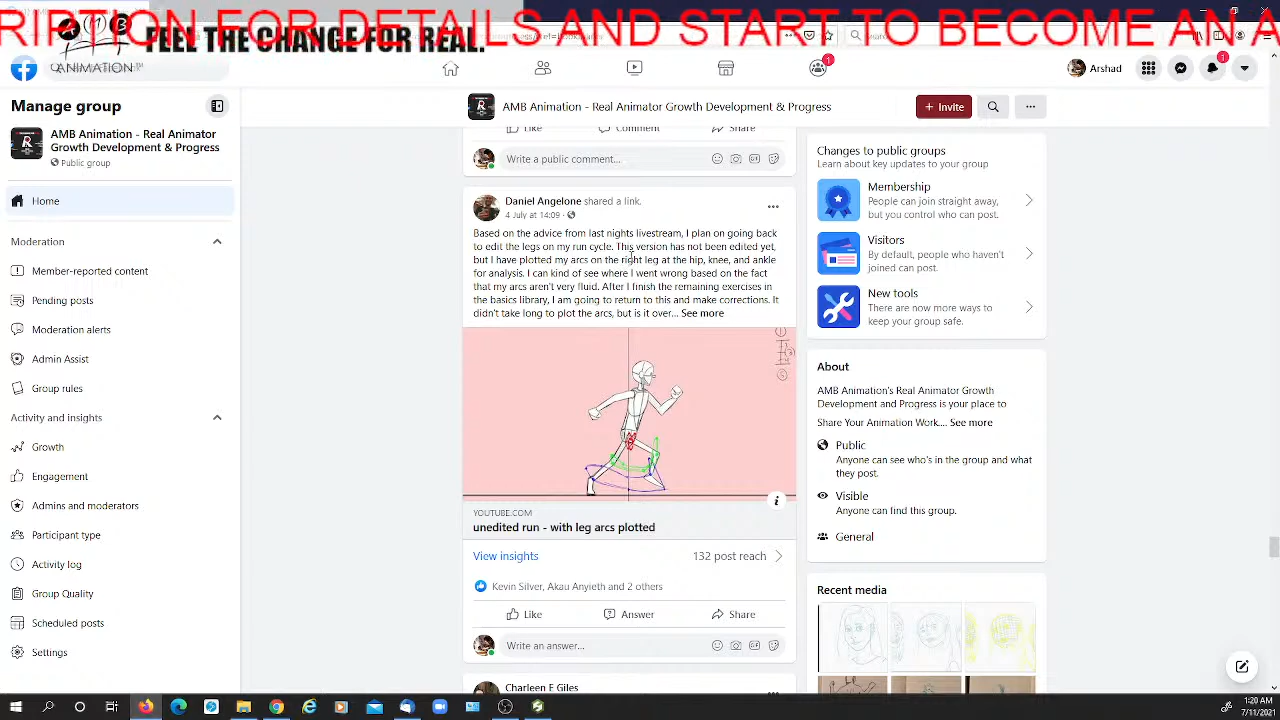 RIPTION FOR DETAILS AND START TO BECOME AN A
FEEL THE CHANGE FOR REAL.
ANIMATION
Arshad
1
1
Manage group
AMB Animation - Real Animator
Growth Development & Progress
Public group
Home
Moderation
Member-reported content
Pending posts
Moderation alerts
Admin Assist
Group rules
Activity and insights
Growth
Engagement
Admins and moderators
Participant type
Activity log
Group Quality
Scheduled posts
Settings
AMB Animation - Real Animator Growth Development & Progress
+ Invite
Like Comment Share
Write a public comment...
Daniel Angelone shared a link.
4 July at 14:09
Based on the advice from last nights livestream, I plan on going back
to edit the legs on my run cycle. This version has not been edited yet,
but I have plotted my arcs on the right leg at the hip, knee, and ankle
for analysis. I can kind of see where I went wrong based on the fact
that my arcs aren't very fluid. After I finish the remaining exercises in
the basics library, I am going to return to this and make corrections. It
didn't take long to plot the arcs, but is it over... See more
YOUTUBE.COM
unedited run - with leg arcs plotted
View insights 132 post reach
Kevin Silver, Akau Anyieth and 2 others
Like Answer Share
Write an answer...
Charleen E Giles
Changes to public groups
Learn about key updates to your group
Membership
People can join straight away,
but you control who can post.
Visitors
By default, people who haven't
joined can post.
New tools
There are now more ways to
keep your group safe.
About
AMB Animation's Real Animator Growth
Development and Progress is your place to
Share Your Animation Work.... See more
Public
Anyone can see who's in the group and what
they post.
Visible
Anyone can find this group.
General
Recent media
1:20 AM
7/11/2021